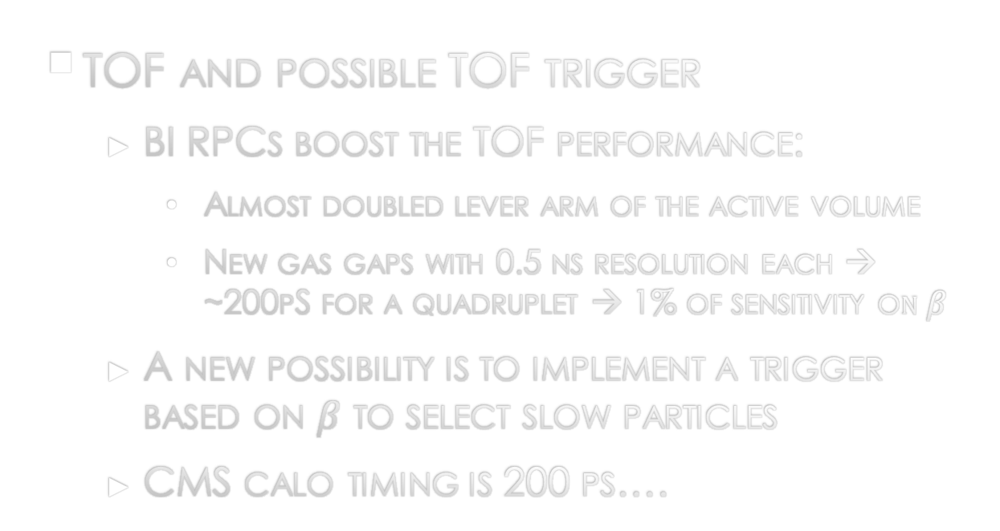 TOF AND POSSIBLE TOF TRIGGER
BI RPCS BOOST THE TOF PERFORMANCE:
ALMOST DOUBLED LEVER ARM OF THE ACTIVE VOLUME
NEW GAS GAPS WITH 0.5 NS RESOLUTION EACH →
~200PS FOR A QUADRUPLET → 1% OF SENSITIVITY ON β
A NEW POSSIBILITY IS TO IMPLEMENT A TRIGGER
BASED ON β TO SELECT SLOW PARTICLES
CMS CALO TIMING IS 200 PS....